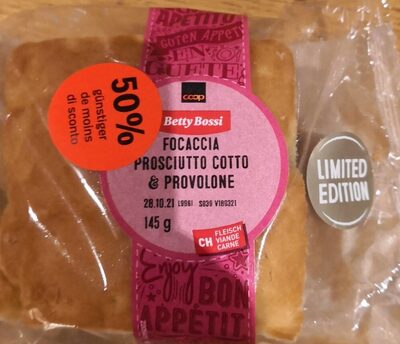 APPÉTIT
GUTEN APPETIT
50%
günstiger
de moins
di sconto
coop
Betty Bossi
FOCACCIA
PROSCIUTTO COTTO
& PROVOLONE
28.10.21
145 g
CH
FLEISCH
VIANDE
CARNE
LIMITED
EDITION
Enjoy
BON
APPÉTIT